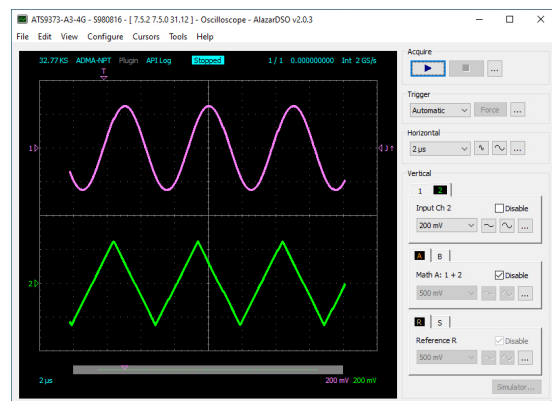 ATS9373-A3-4G - S980816 - [ 7.5.2 7.5.0 31.12 ] - Oscilloscope - AlazarDSO v2.0.3
File Edit View Configure Cursors Tools Help
32.77 KS ADMA-NPT Plugin API Log Stopped 1 / 1 0.000000000 Int 2 GS/s
T
1
J
2
2 µs 200 mV 200 mV
Acquire
...
Trigger
Automatic Force ...
Horizontal
2 µs ...
Vertical
1 2
Input Ch 2 Disable
200 mV ...
A B
Math A: 1 + 2 Disable
500 mV ...
R S
Reference R Disable
500 mV ...
Simulator...